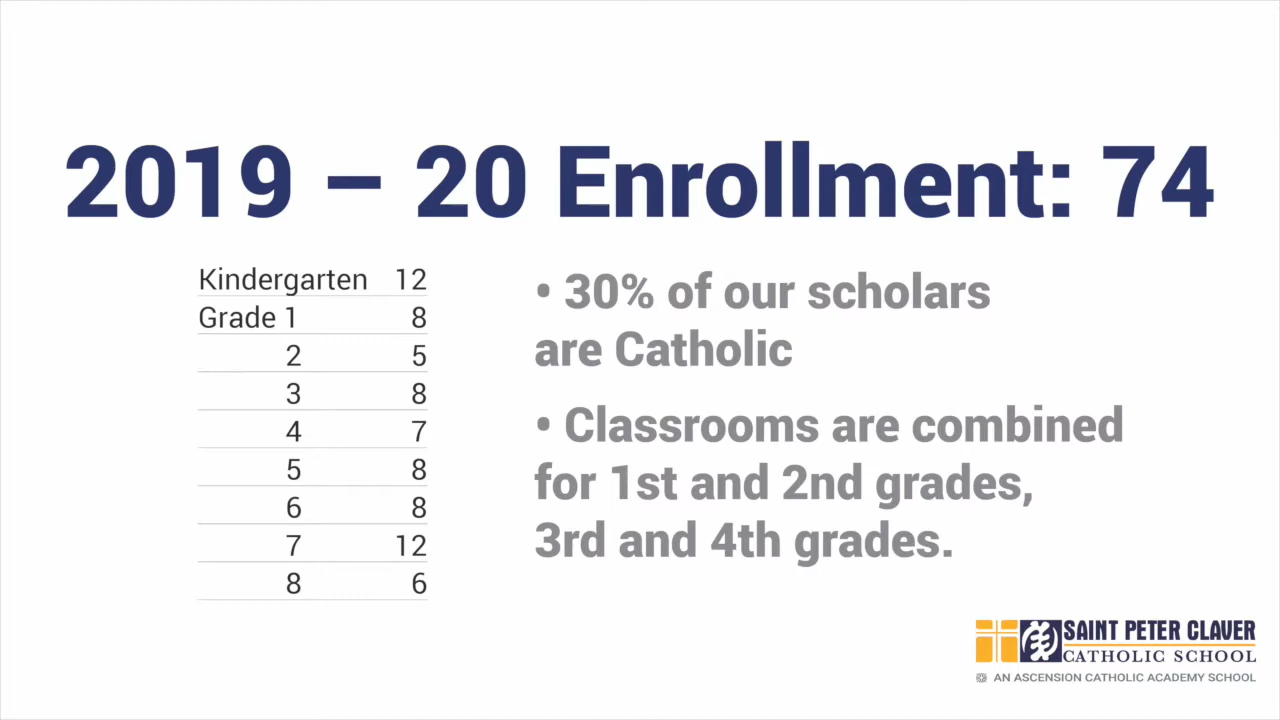 2019 – 20 Enrollment: 74
Kindergarten 12
Grade 1 8
2 5
3 8
4 7
5 8
6 8
7 12
8 6
• 30% of our scholars
are Catholic
• Classrooms are combined
for 1st and 2nd grades,
3rd and 4th grades.
SAINT PETER CLAVER
CATHOLIC SCHOOL
AN ASCENSION CATHOLIC ACADEMY SCHOOL